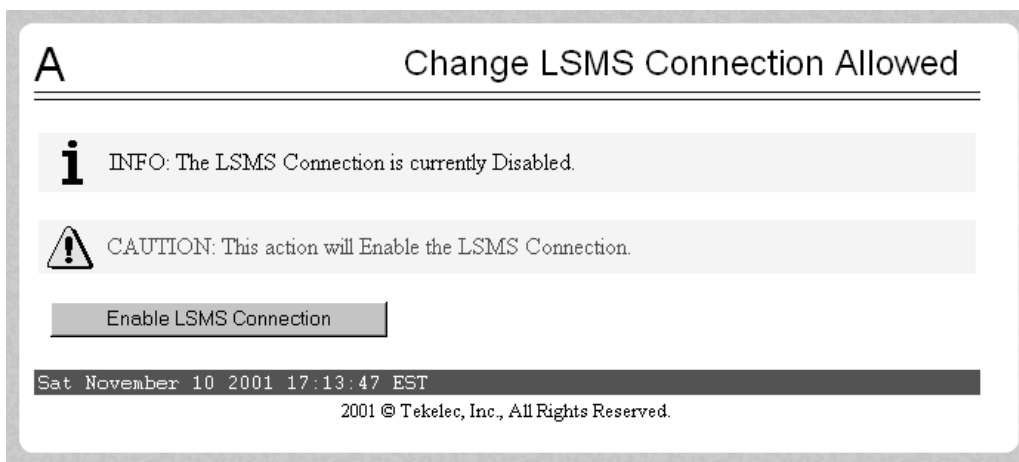 A
Change LSMS Connection Allowed
i
INFO: The LSMS Connection is currently Disabled.
CAUTION: This action will Enable the LSMS Connection.
Enable LSMS Connection
Sat November 10 2001 17:13:47 EST
2001 © Tekelec, Inc., All Rights Reserved.